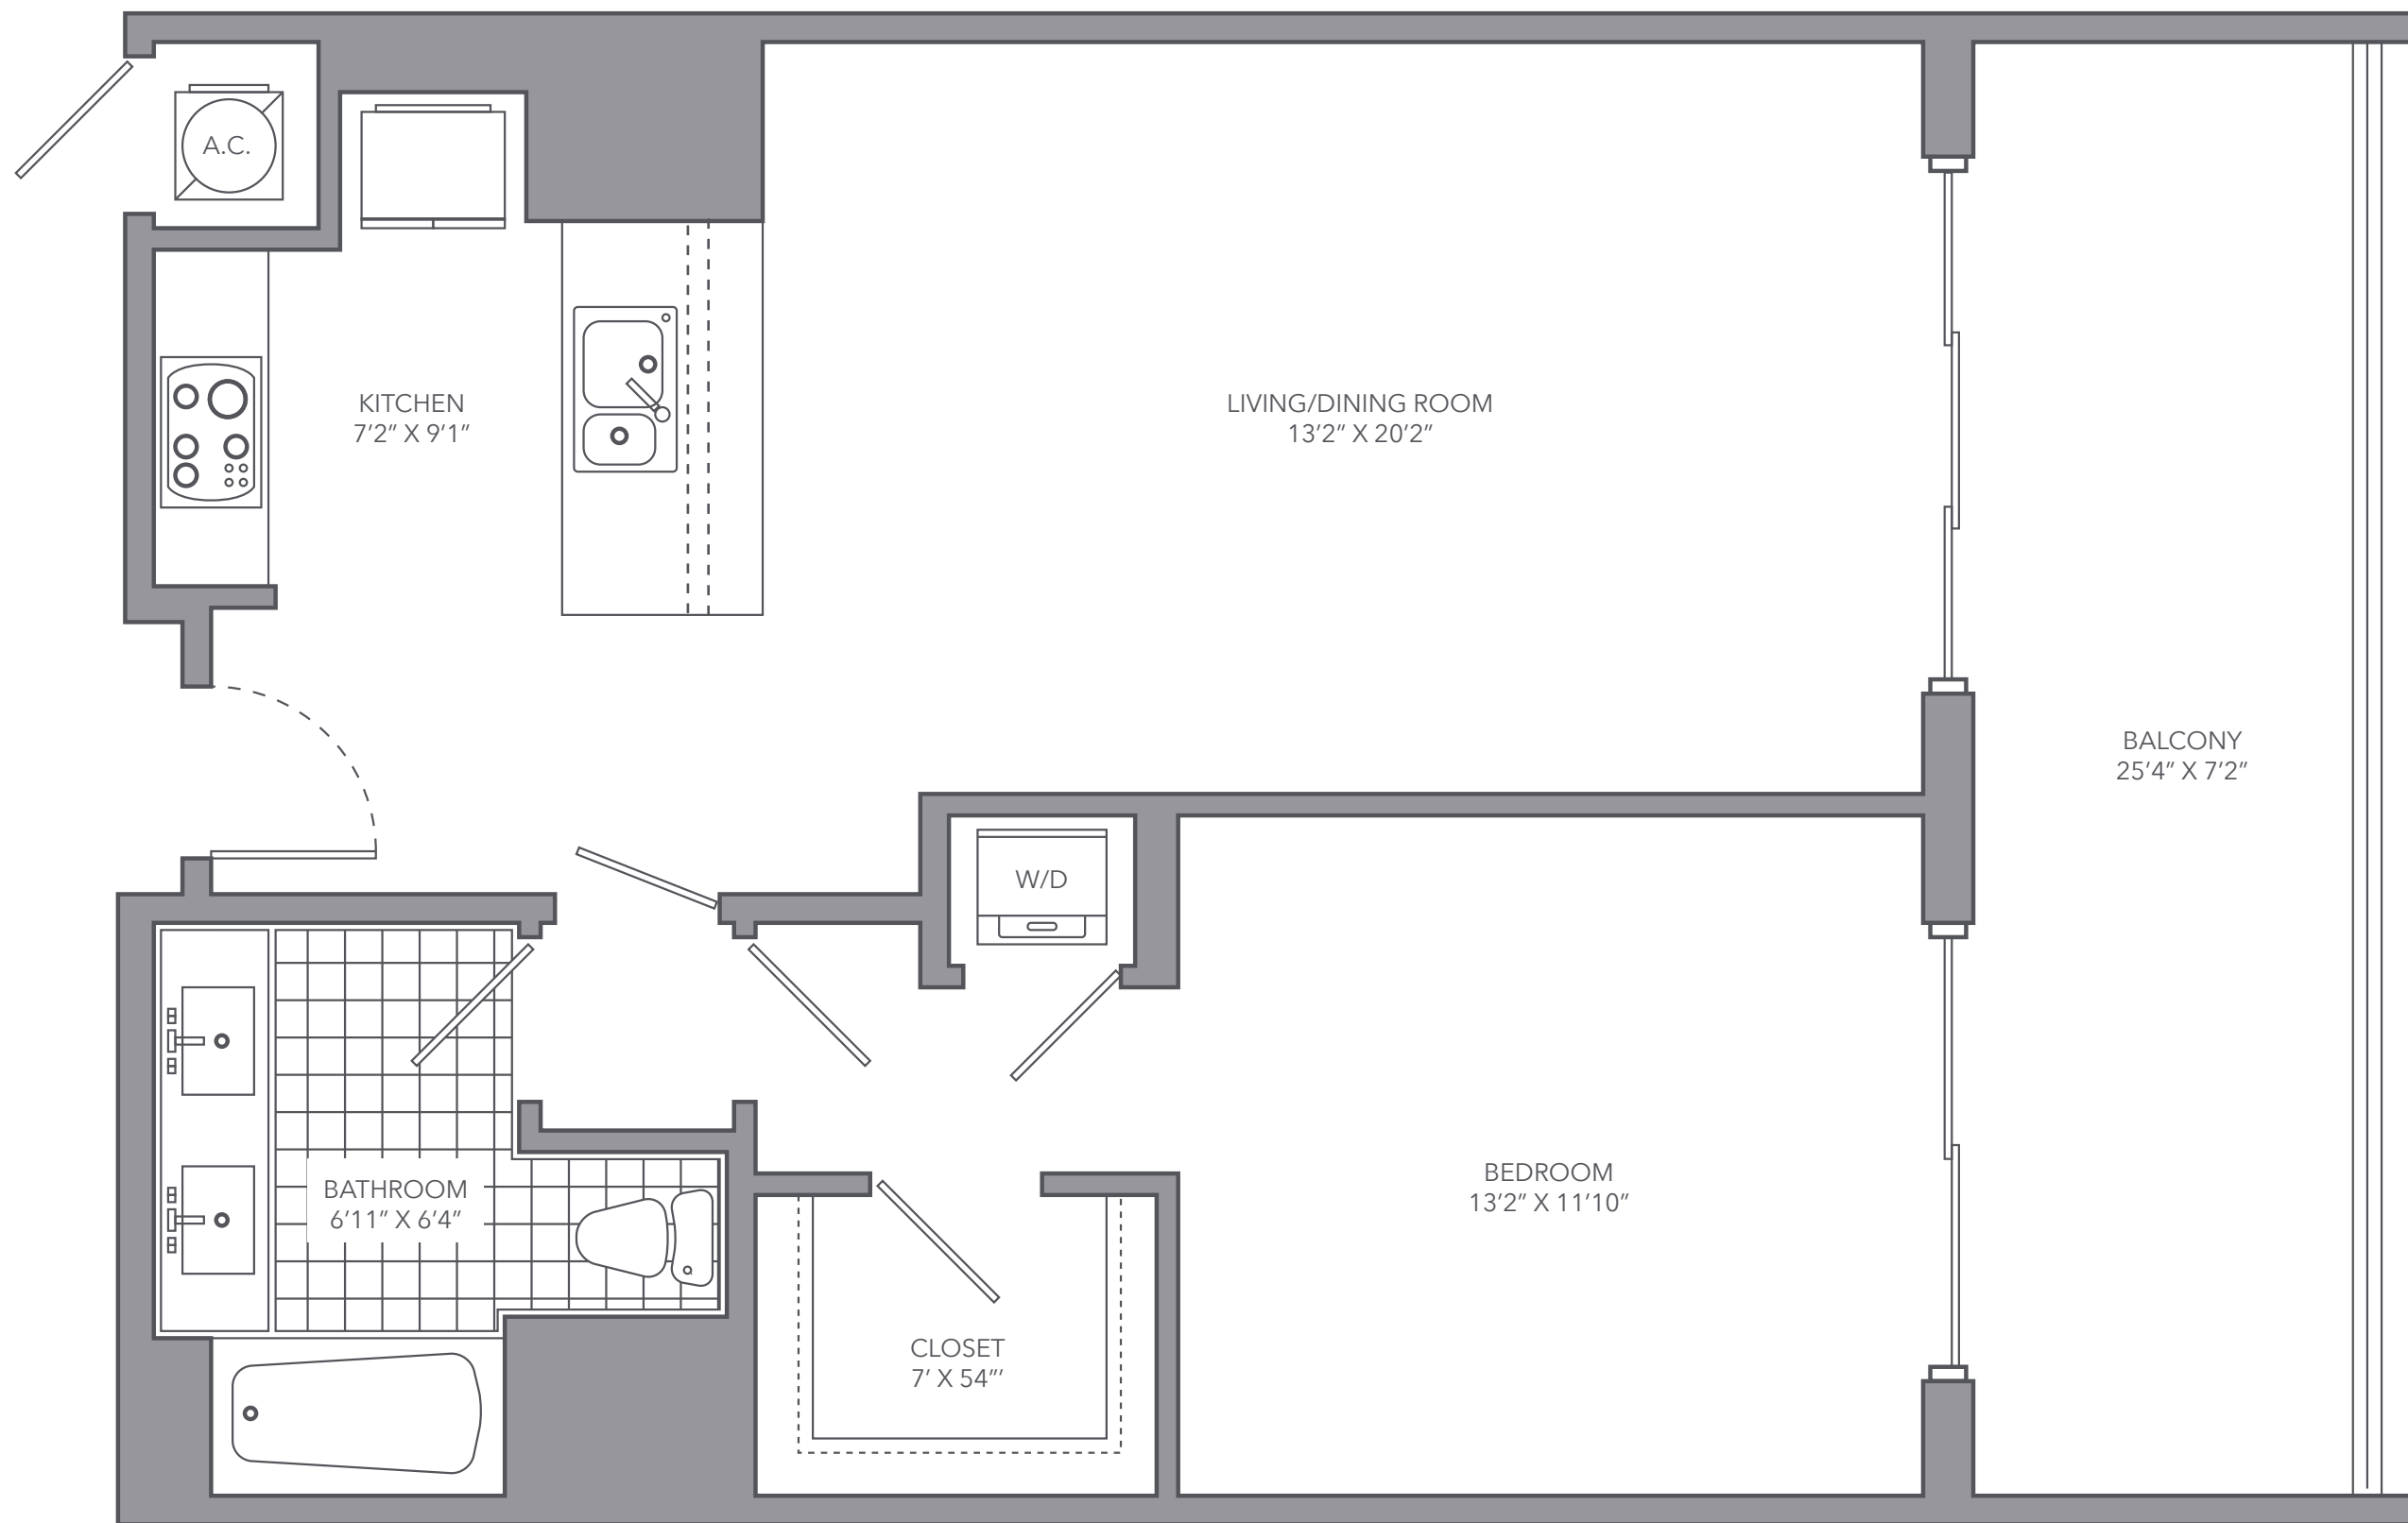 A.C.
KITCHEN
7’2” X 9’1”
LIVING/DINING ROOM
13’2” X 20’2”
BALCONY
25’4” X 7’2”
W/D
BATHROOM
6’11” X 6’4”
BEDROOM
13’2” X 11’10”
CLOSET
7’ X 54”’